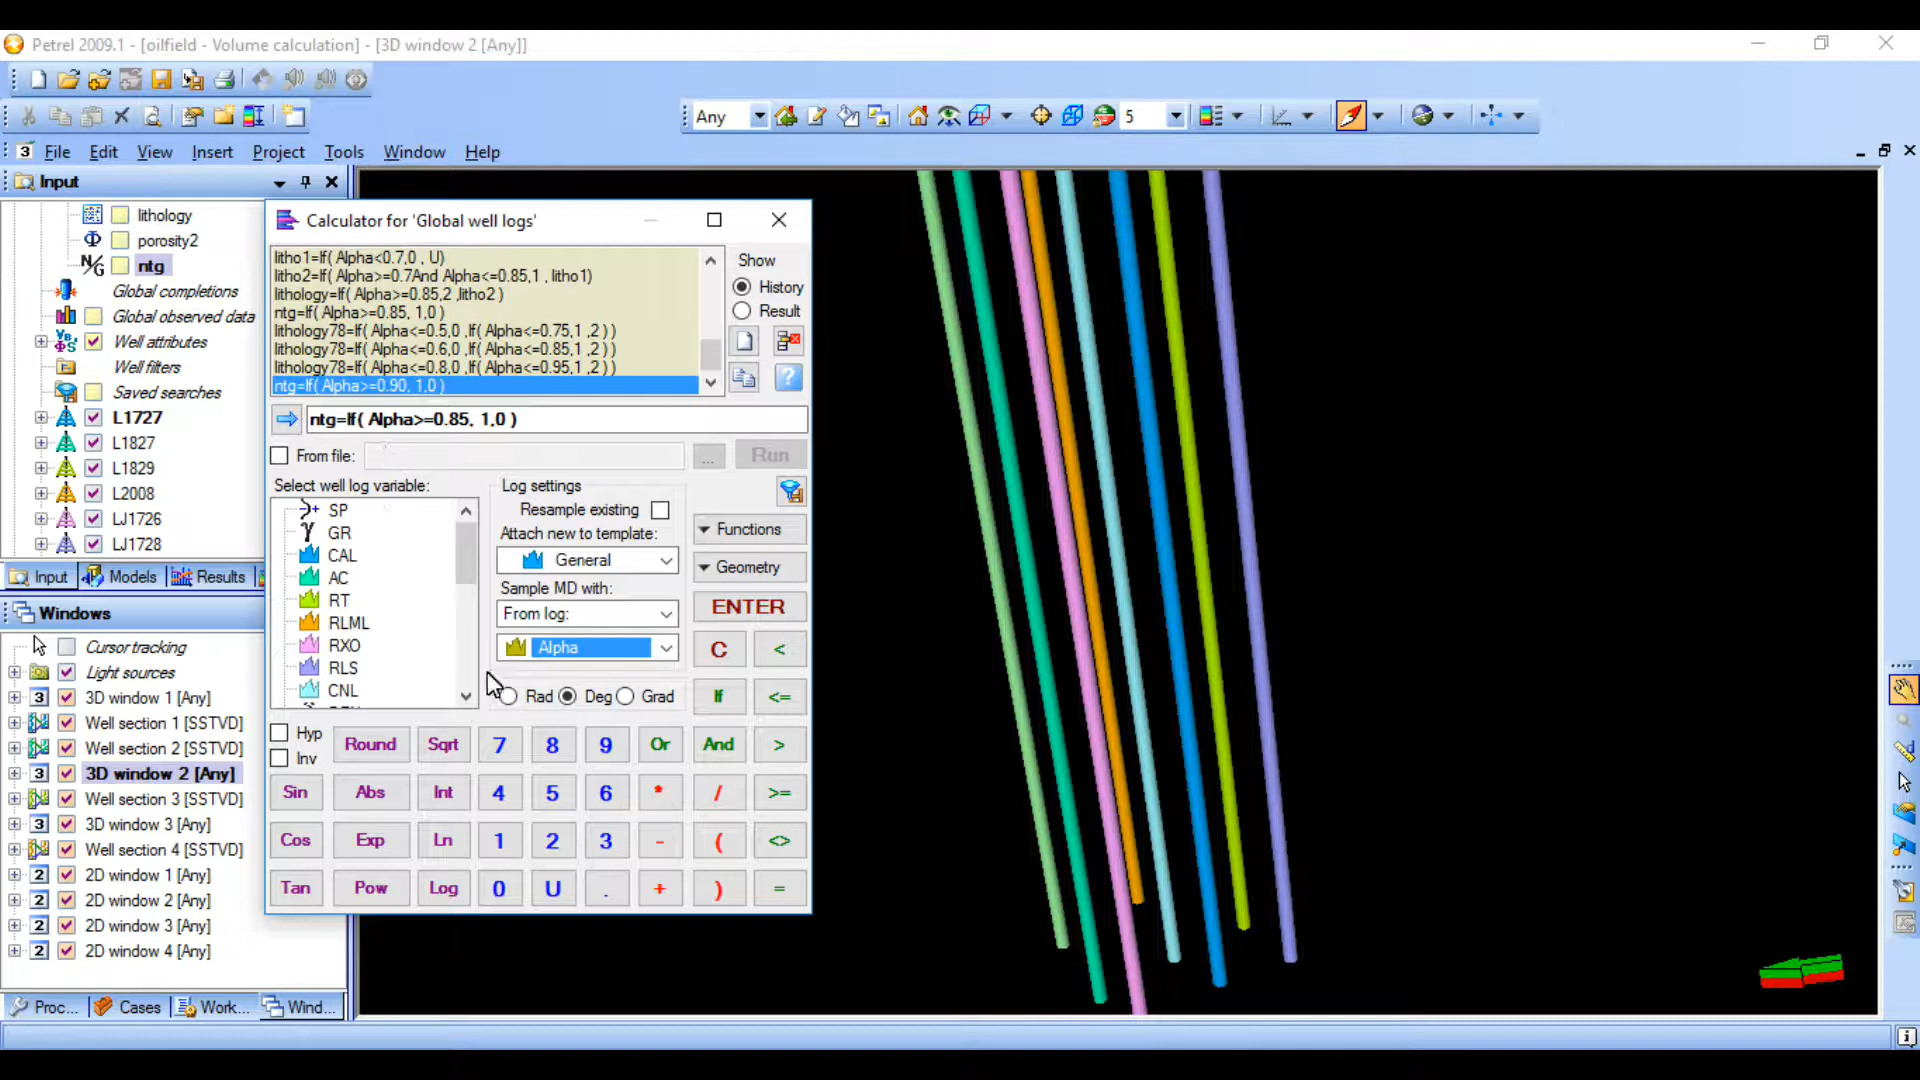 Petrel 2009.1 - [oilfield - Volume calculation] - [3D window 2 [Any]]
Any
5
3 File Edit View Insert Project Tools Window Help
Input
lithology
porosity2
N/G ntg
Global completions
Global observed data
Well attributes
Well filters
Saved searches
L1727
L1827
L1829
L2008
LJ1726
LJ1728
Input Models Results
Windows
Cursor tracking
Light sources
3 3D window 1 [Any]
Well section 1 [SSTVD]
Well section 2 [SSTVD]
3 3D window 2 [Any]
Well section 3 [SSTVD]
3 3D window 3 [Any]
Well section 4 [SSTVD]
2 2D window 1 [Any]
2 2D window 2 [Any]
2 2D window 3 [Any]
2 2D window 4 [Any]
Proc... Cases Work... Wind...
Calculator for 'Global well logs'
litho1=If( Alpha<0.7,0 , U)
litho2=If( Alpha>=0.7And Alpha<=0.85,1 , litho1)
lithology=If( Alpha>=0.85,2 ,litho2 )
ntg=If( Alpha>=0.85, 1,0 )
lithology78=If( Alpha<=0.5,0 ,If( Alpha<=0.75,1 ,2 ) )
lithology78=If( Alpha<=0.6,0 ,If( Alpha<=0.85,1 ,2 ) )
lithology78=If( Alpha<=0.8,0 ,If( Alpha<=0.95,1 ,2 ) )
ntg=If( Alpha>=0.90, 1,0 )
Show
History
Result
ntg=If( Alpha>=0.85, 1,0 )
From file: ... Run
Select well log variable:
SP
GR
CAL
AC
RT
RLML
RXO
RLS
CNL
Log settings
Resample existing
Attach new to template:
General
Sample MD with:
From log:
Alpha
Rad Deg Grad
Functions
Geometry
ENTER
C <
If <=
Hyp
Inv
Round Sqrt 7 8 9 Or And >
Sin Abs Int 4 5 6 * / >=
Cos Exp Ln 1 2 3 - ( <>
Tan Pow Log 0 U . + ) =